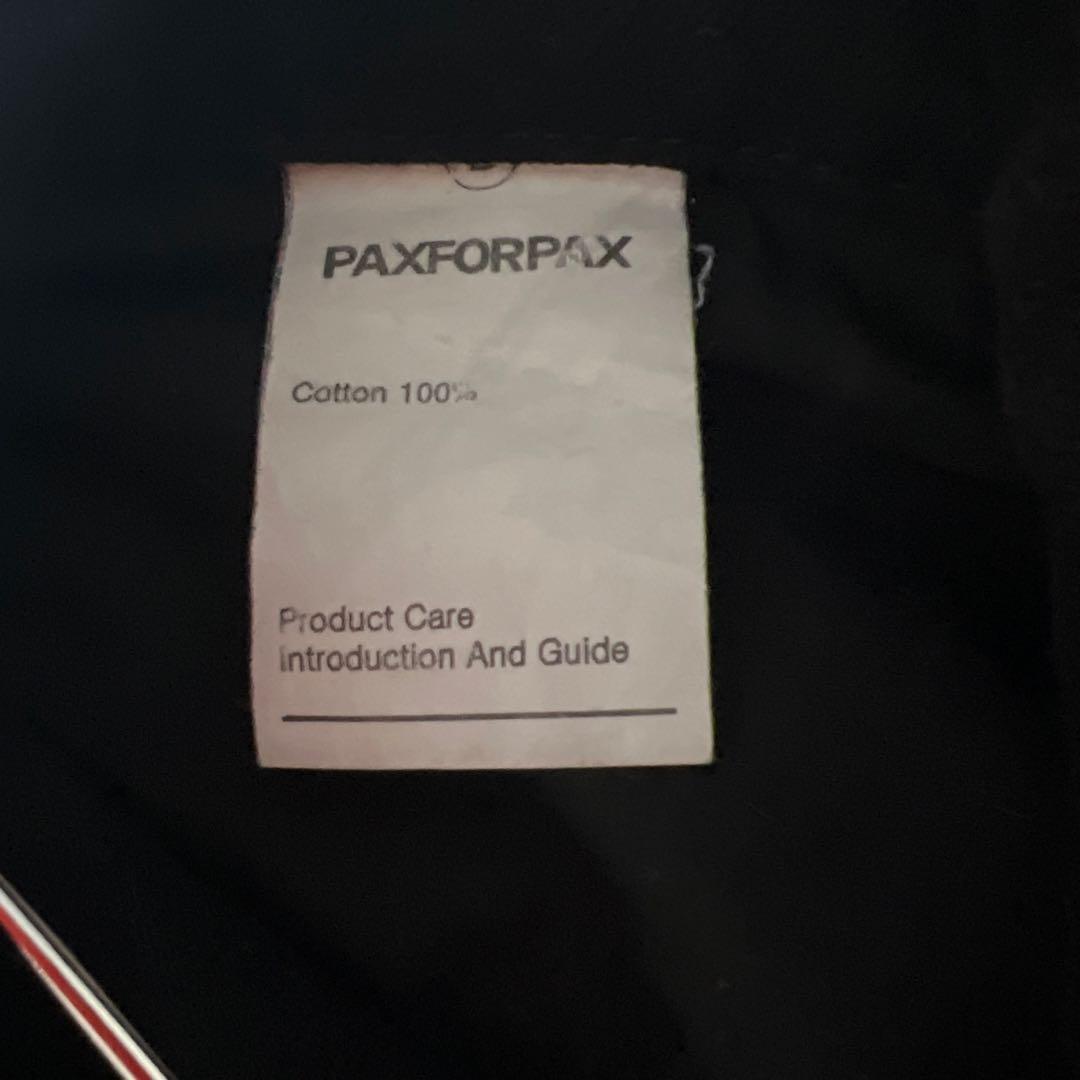 PAXFORPAX
Cotton 100%
Product Care
Introduction And Guide